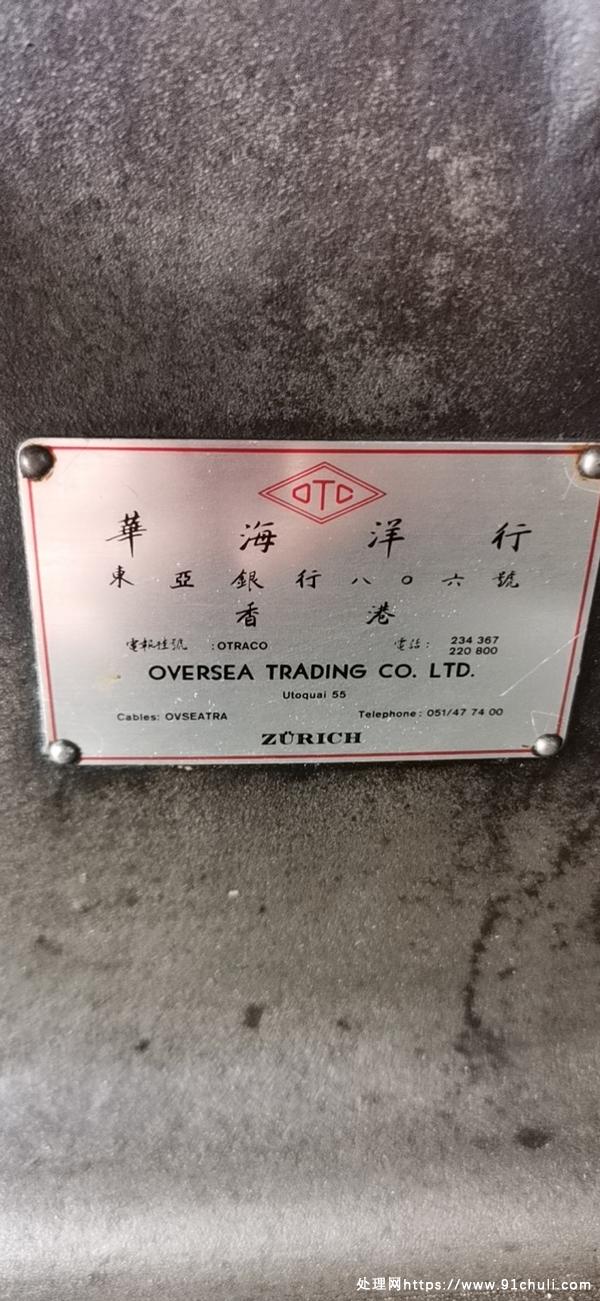 OTC
華海洋行
東亞銀行八〇六號
香港
電報掛號:OTRACO 電話: 234 367
220 800
OVERSEA TRADING CO. LTD.
Utoquai 55
Cables: OVSEATRA Telephone: 051/47 74 00
ZÜRICH
处理网https://www.91chuli.com/